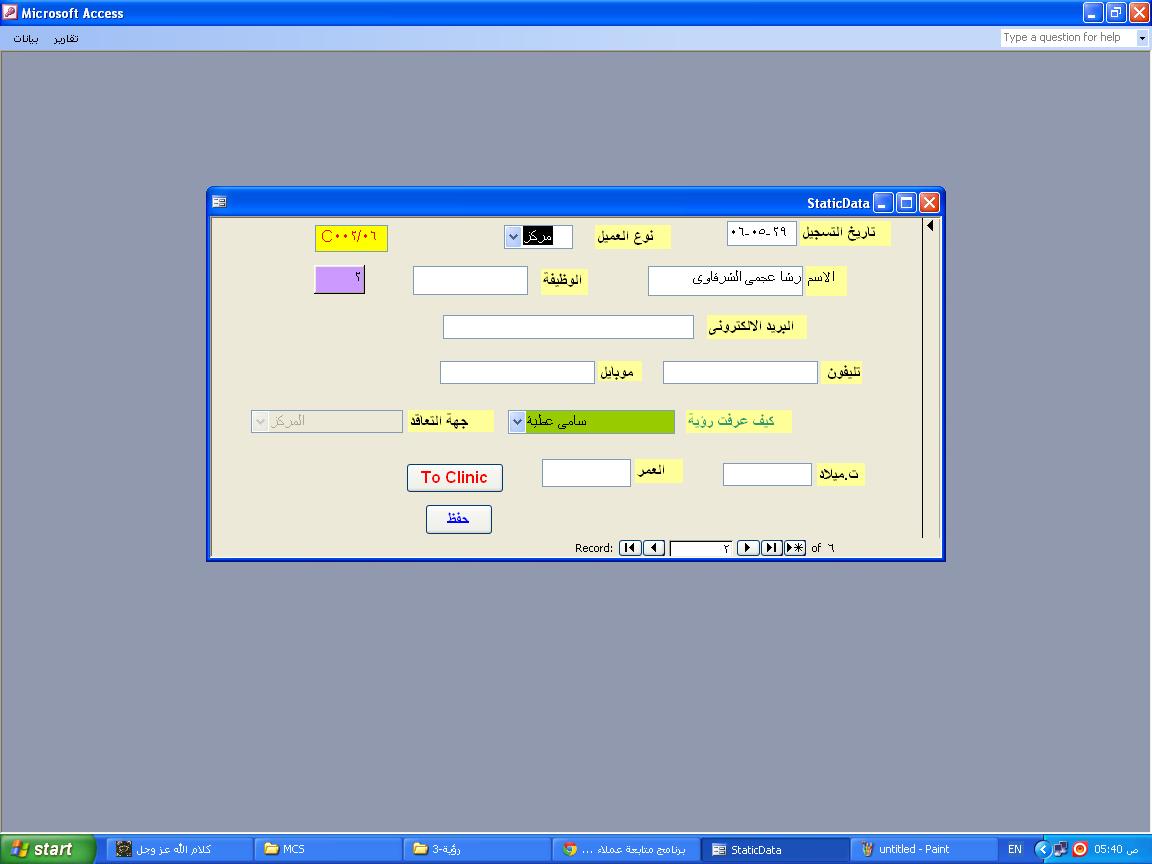 Microsoft Access
بيانات تقارير Type a question for help
StaticData
تاريخ التسجيل ٠٦-٠٥-٢٩ نوع العميل مركز C٠٠٢/٠٦
الاسم رشا عجمى الشرقاوى الوظيفة ٢
البريد الالكترونى
تليفون موبايل
كيف عرفت رؤية سامى عطية جهة التعاقد المركز
ت.ميلاد العمر To Clinic
حفظ
Record: ٢ of ٦
start كلام الله عز وجل MCS رؤية-3 برنامج متابعة عملاء ... StaticData untitled - Paint EN 05:40 ص